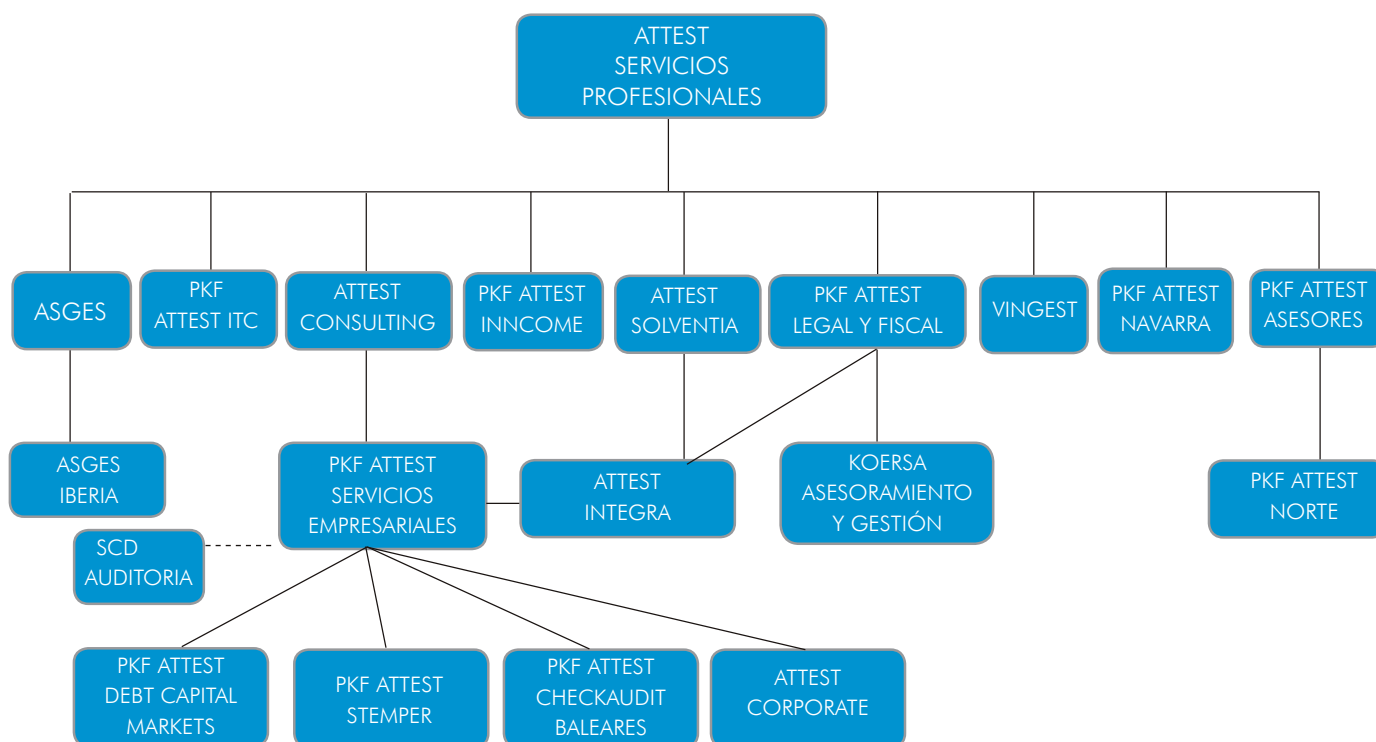 ATTEST
SERVICIOS
PROFESIONALES
ASGES
PKF
ATTEST ITC
ATTEST
CONSULTING
PKF ATTEST
INNCOME
ATTEST
SOLVENTIA
PKF ATTEST
LEGAL Y FISCAL
VINGEST
PKF ATTEST
NAVARRA
PKF ATTEST
ASESORES
ASGES
IBERIA
PKF ATTEST
SERVICIOS
EMPRESARIALES
ATTEST
INTEGRA
KOERSA
ASESORAMIENTO
Y GESTIÓN
PKF ATTEST
NORTE
SCD
AUDITORIA
PKF ATTEST
DEBT CAPITAL
MARKETS
PKF ATTEST
STEMPER
PKF ATTEST
CHECKAUDIT
BALEARES
ATTEST
CORPORATE